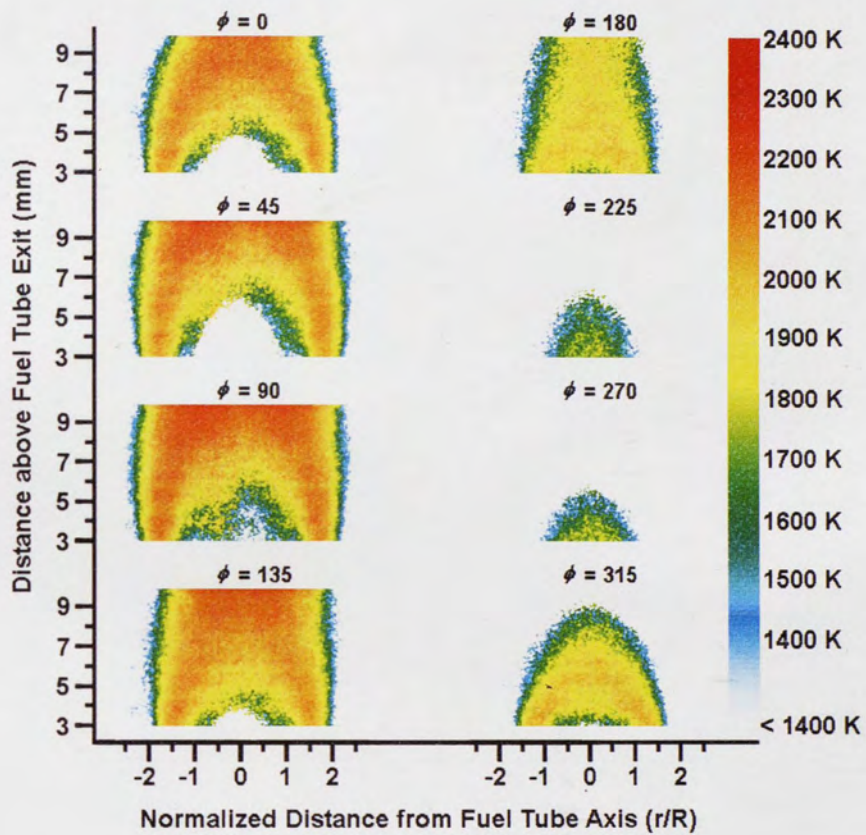 ϕ = 0
ϕ = 180
ϕ = 45
ϕ = 225
ϕ = 90
ϕ = 270
ϕ = 135
ϕ = 315
Distance above Fuel Tube Exit (mm)
9
7
5
3
9
7
5
3
9
7
5
3
9
7
5
3
-2 -1 0 1 2
-2 -1 0 1 2
Normalized Distance from Fuel Tube Axis (r/R)
2400 K
2300 K
2200 K
2100 K
2000 K
1900 K
1800 K
1700 K
1600 K
1500 K
1400 K
< 1400 K